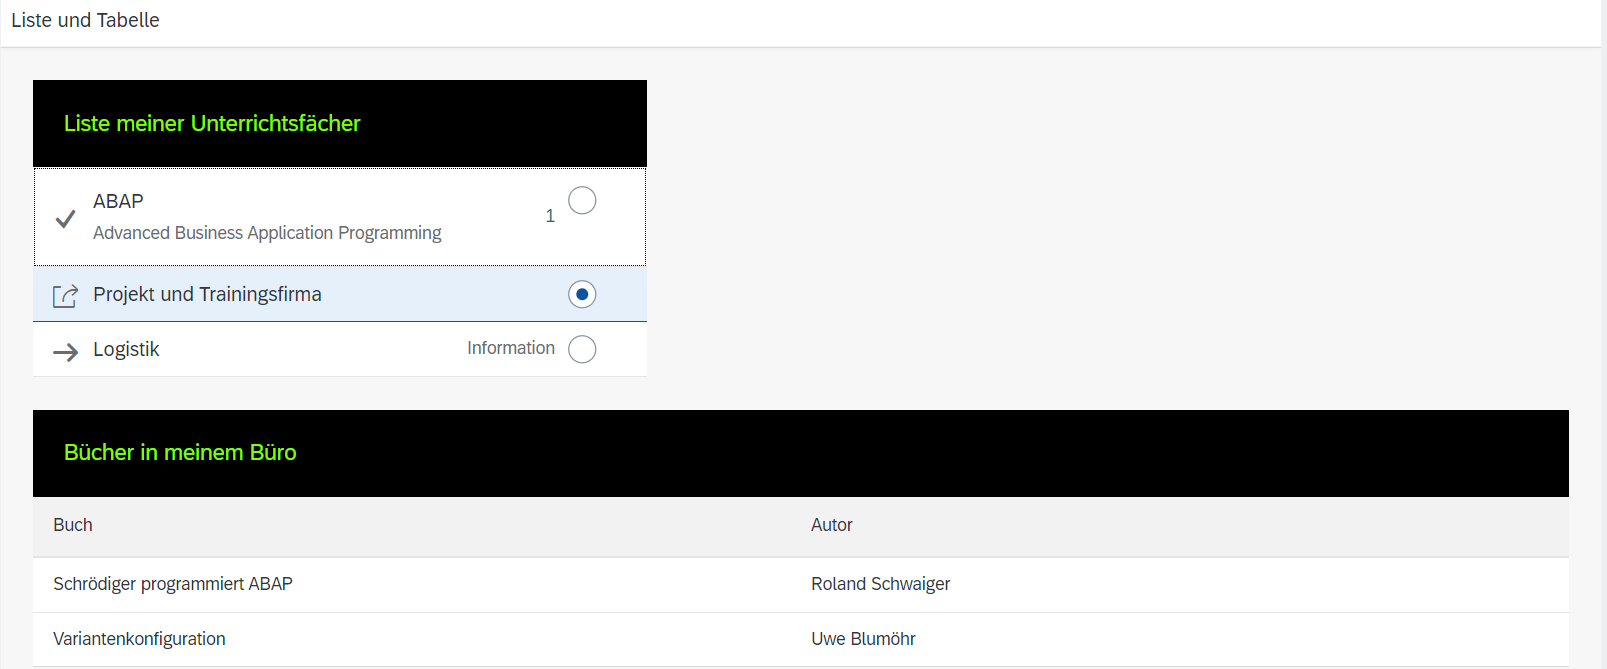 Liste und Tabelle
Liste meiner Unterrichtsfächer
ABAP
Advanced Business Application Programming
1
Projekt und Trainingsfirma
Logistik Information
Bücher in meinem Büro
Buch Autor
Schrödiger programmiert ABAP Roland Schwaiger
Variantenkonfiguration Uwe Blumöhr